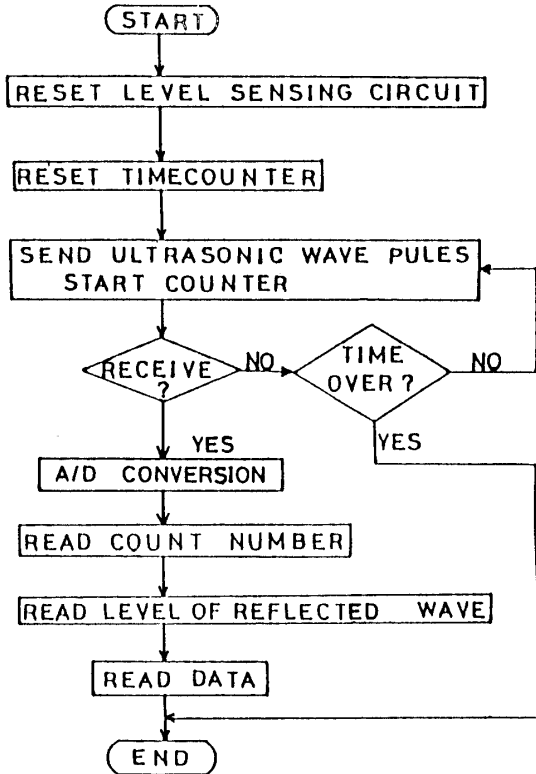 START
RESET LEVEL SENSING CIRCUIT
RESET TIMECOUNTER
SEND ULTRASONIC WAVE PULES
START COUNTER
RECEIVE
?
NO
TIME
OVER?
NO
YES
YES
A/D CONVERSION
READ COUNT NUMBER
READ LEVEL OF REFLECTED WAVE
READ DATA
END